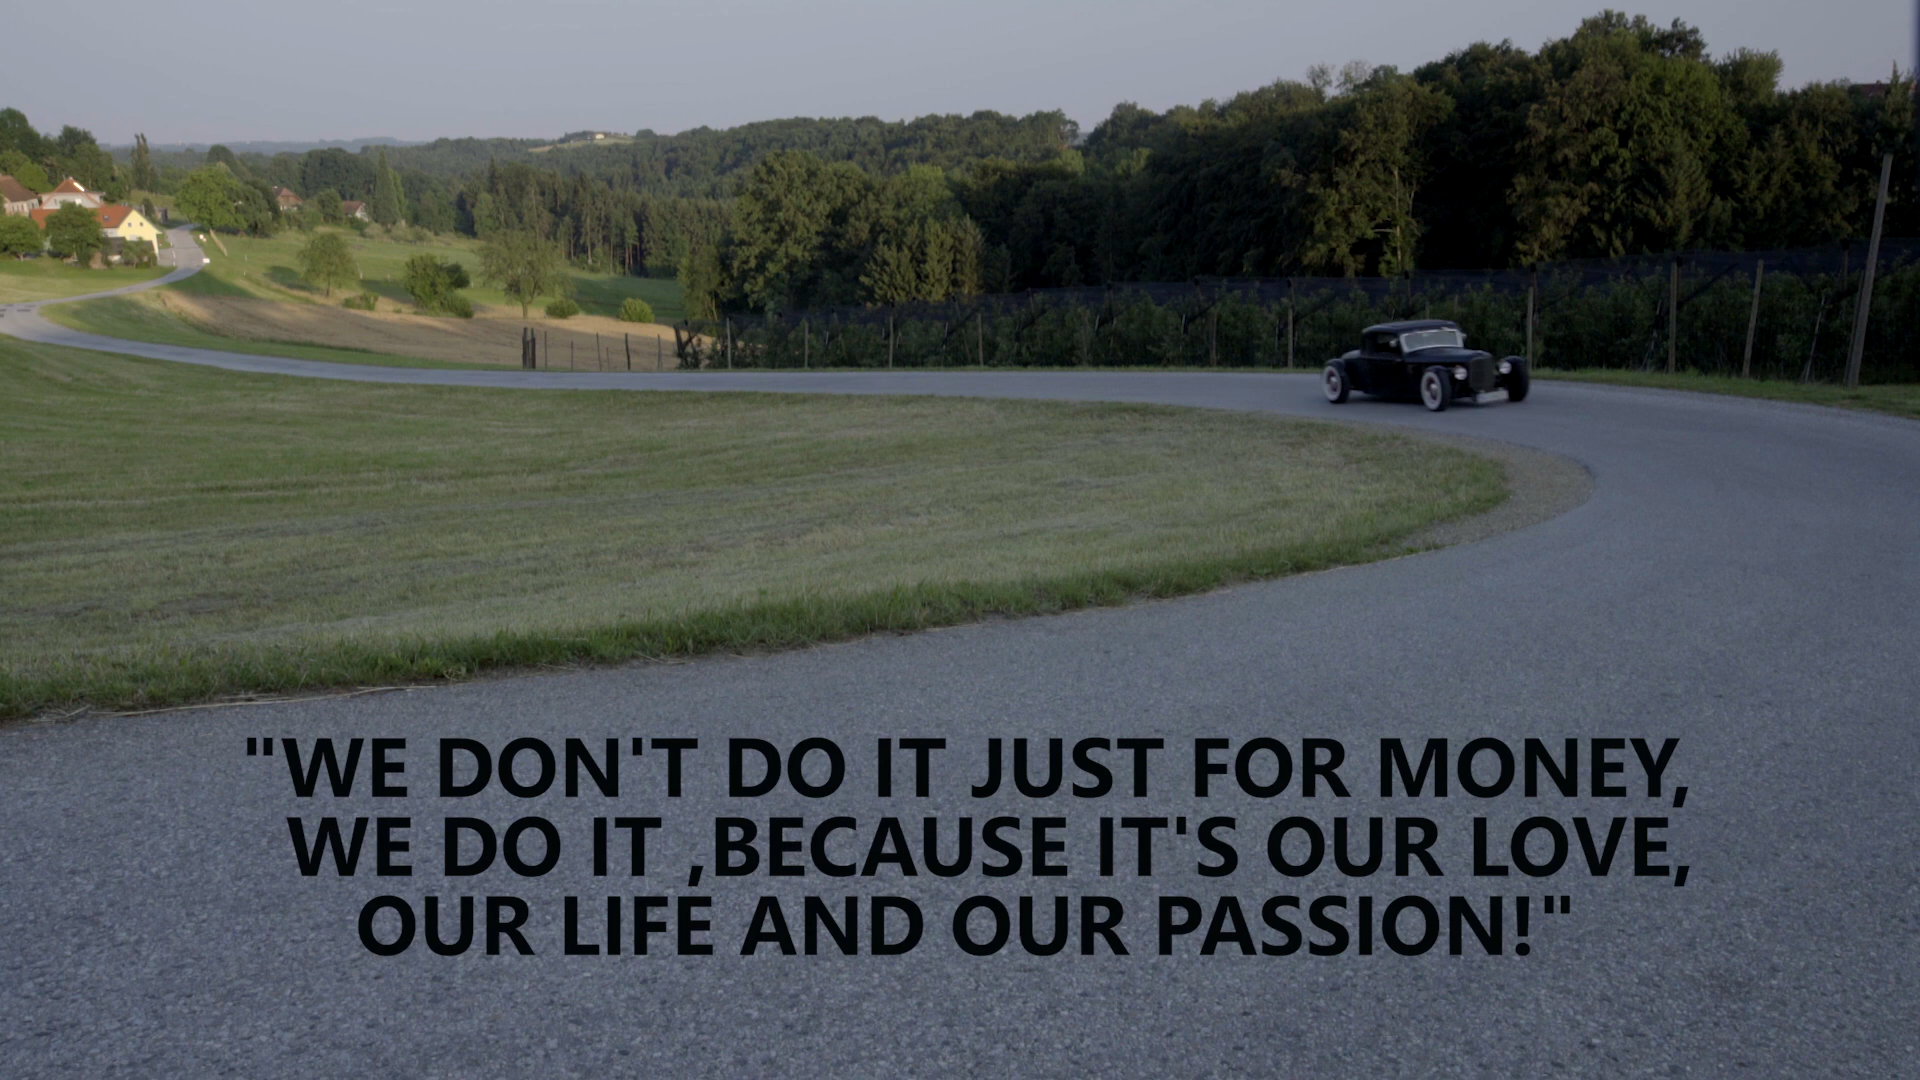 "WE DON'T DO IT JUST FOR MONEY,
WE DO IT ,BECAUSE IT'S OUR LOVE,
OUR LIFE AND OUR PASSION!"